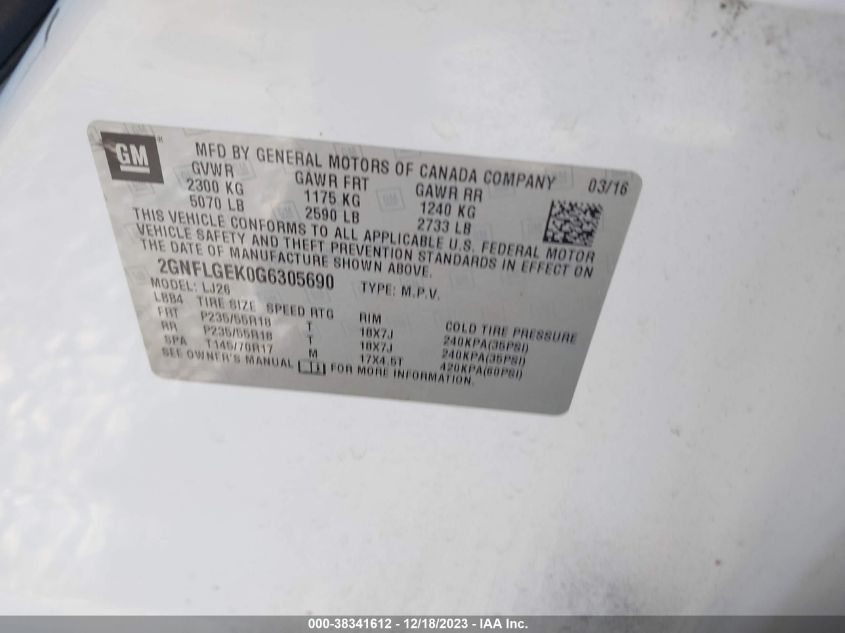 GM
MFD BY GENERAL MOTORS OF CANADA COMPANY 03/16
GVWR GAWR FRT GAWR RR
2300 KG 1175 KG 1240 KG
5070 LB 2590 LB 2733 LB
THIS VEHICLE CONFORMS TO ALL APPLICABLE U.S. FEDERAL MOTOR
VEHICLE SAFETY AND THEFT PREVENTION STANDARDS IN EFFECT ON
THE DATE OF MANUFACTURE SHOWN ABOVE.
2GNFLGEK0G6305690 TYPE: M.P.V.
MODEL: LJ26
LBB4 TIRE SIZE SPEED RTG RIM COLD TIRE PRESSURE
FRT P235/55R18 T 18X7J 240KPA(35PSI)
RR P235/55R18 T 18X7J 240KPA(35PSI)
SPA T145/70R17 M 17X4.5T 420KPA(60PSI)
SEE OWNER'S MANUAL FOR MORE INFORMATION.
000-38341612 - 12/18/2023 - IAA Inc.